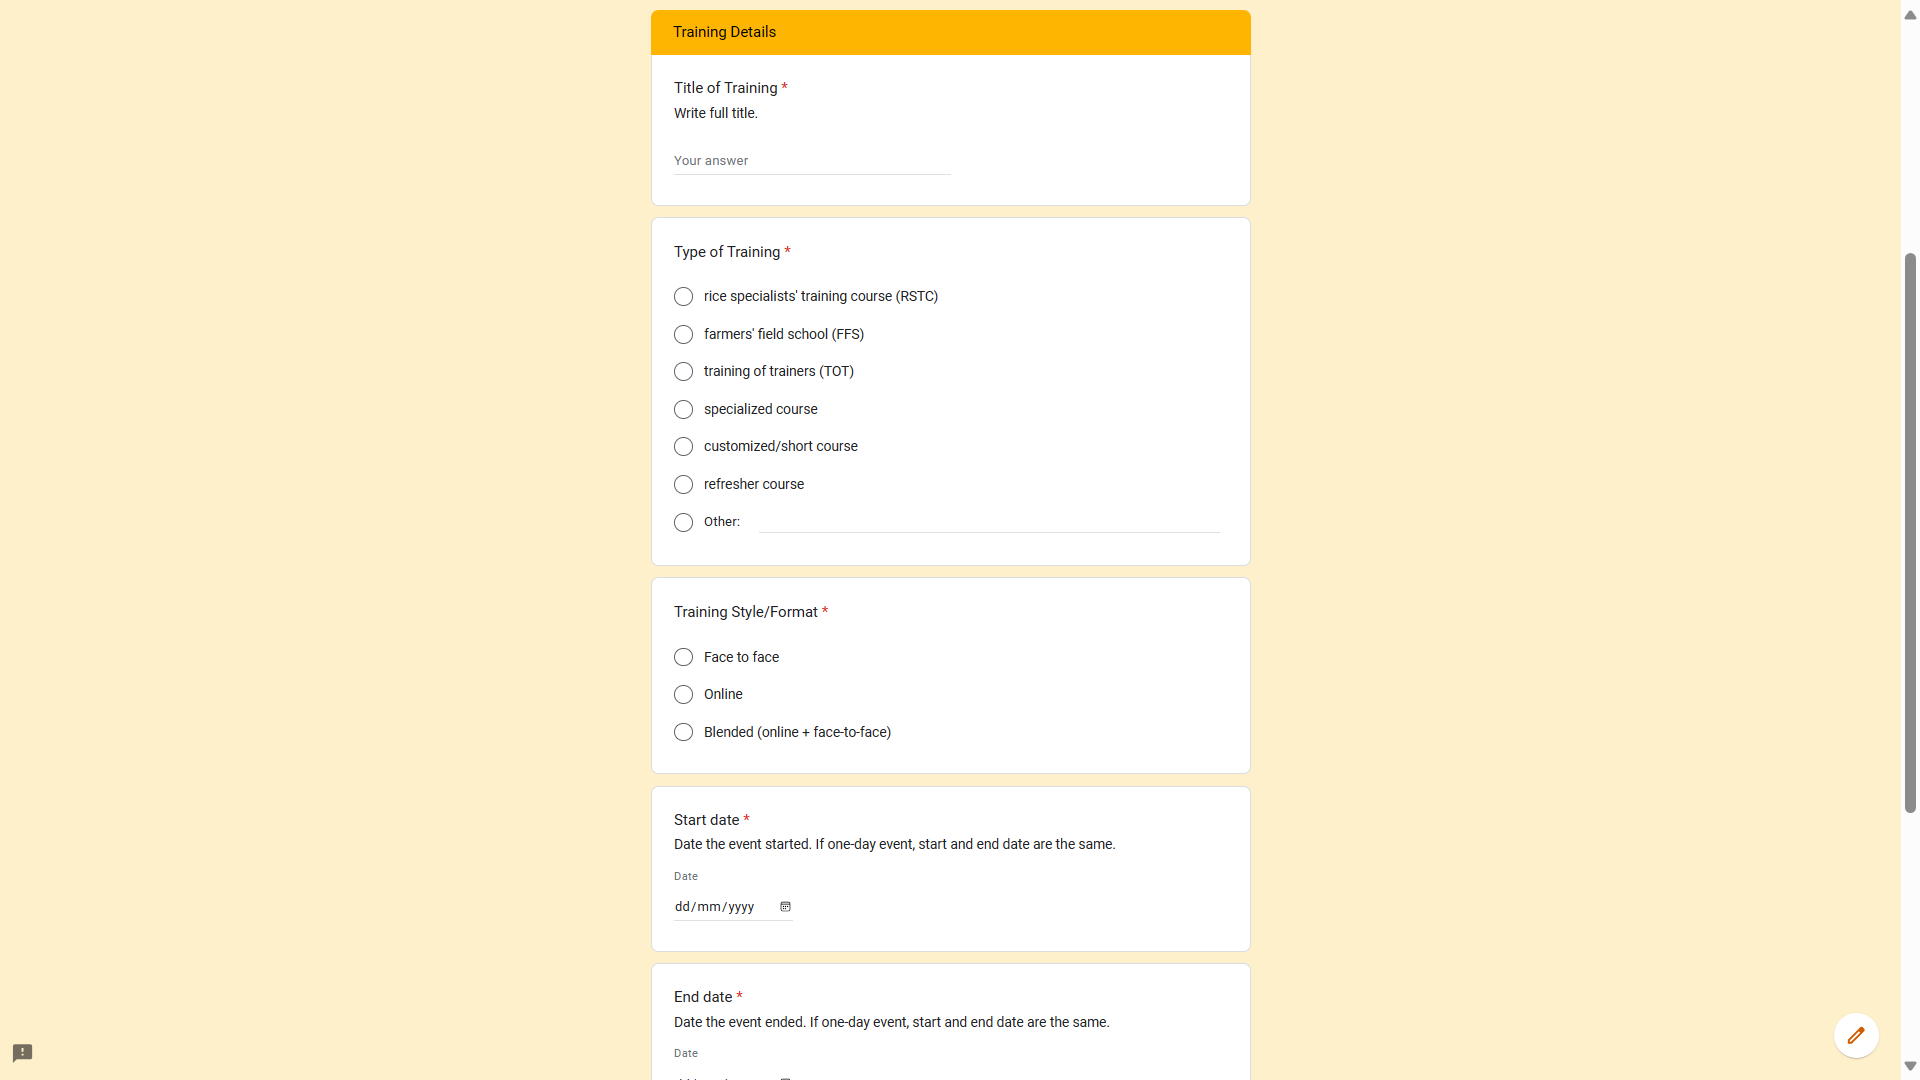 Training Details
Title of Training *
Write full title.
Your answer
Type of Training *
rice specialists' training course (RSTC)
farmers' field school (FFS)
training of trainers (TOT)
specialized course
customized/short course
refresher course
Other:
Training Style/Format *
Face to face
Online
Blended (online + face-to-face)
Start date *
Date the event started. If one-day event, start and end date are the same.
Date
dd/mm/yyyy
End date *
Date the event ended. If one-day event, start and end date are the same.
Date